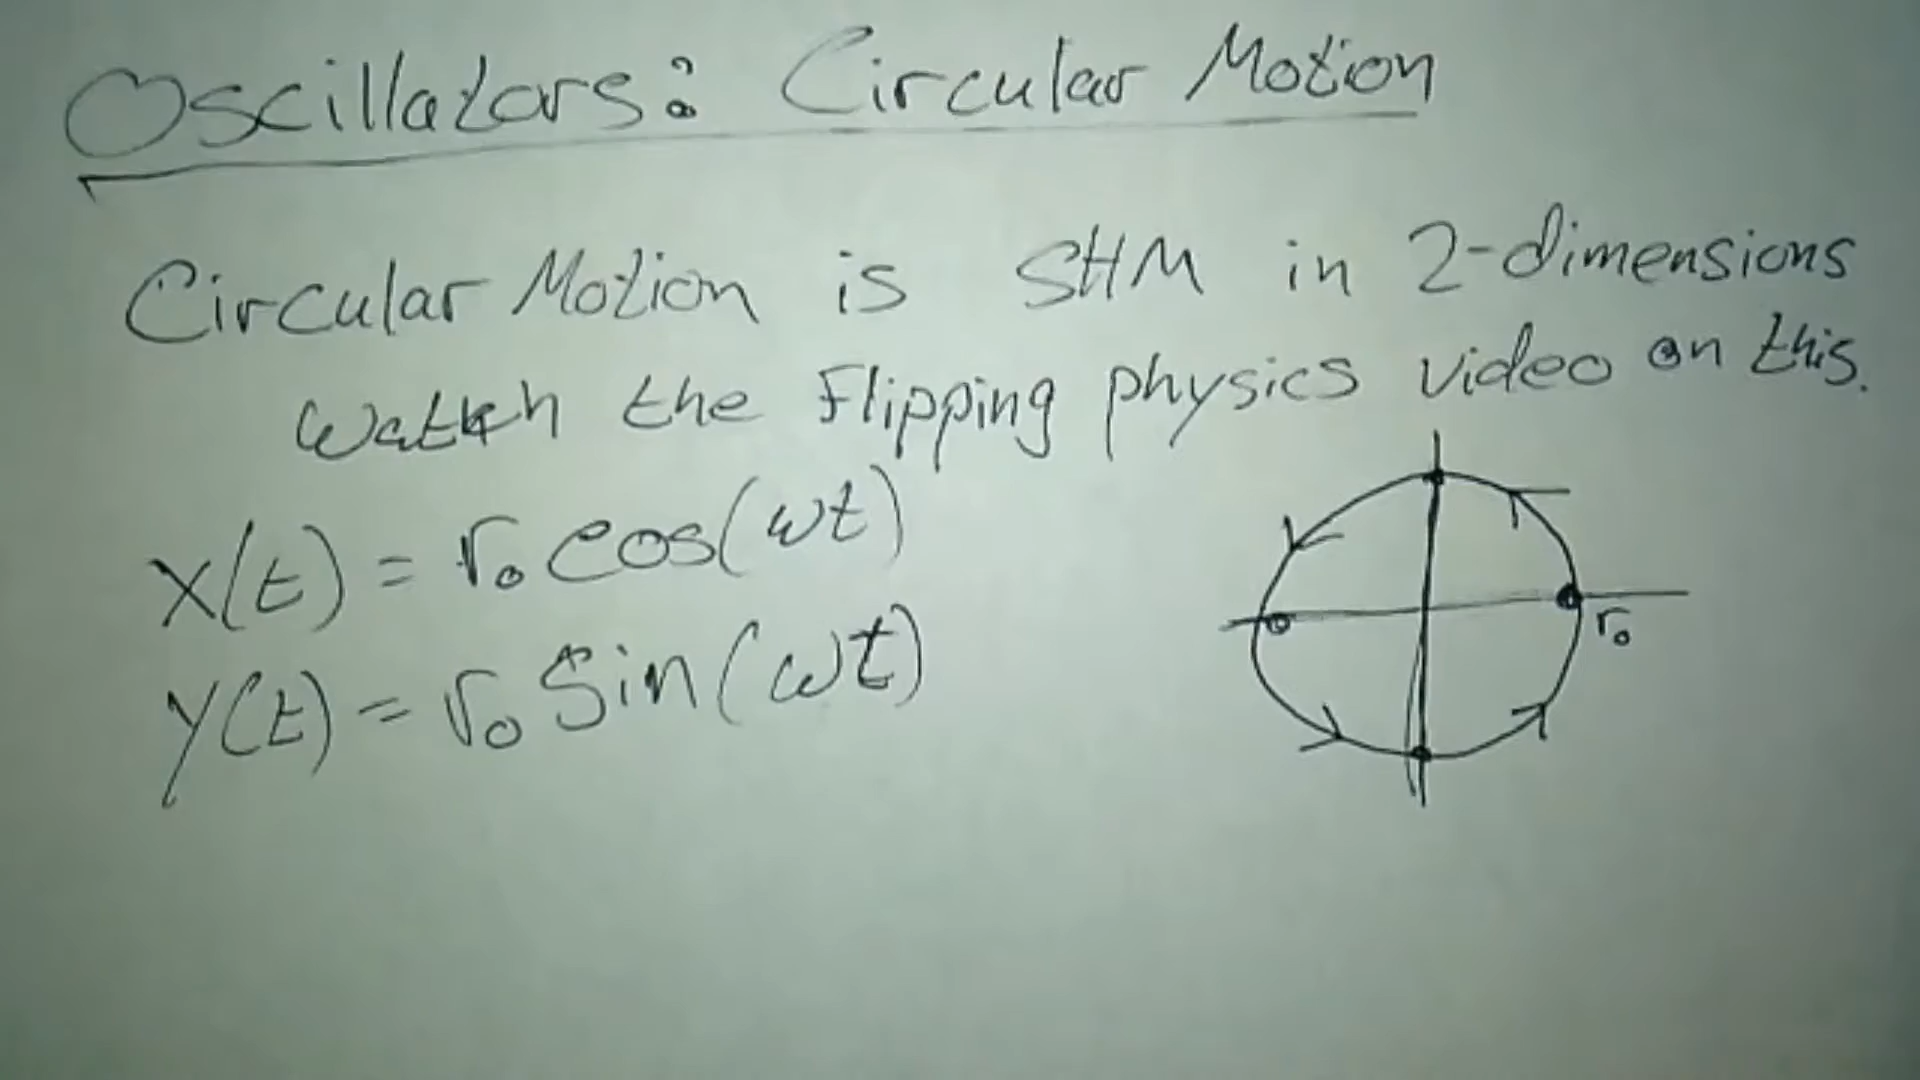 Oscillators: Circular Motion
Circular Motion is SHM in 2-dimensions
Watch the Flipping physics video on this.
x(t) = r₀ cos(ωt)
y(t) = r₀ sin(ωt)
r₀